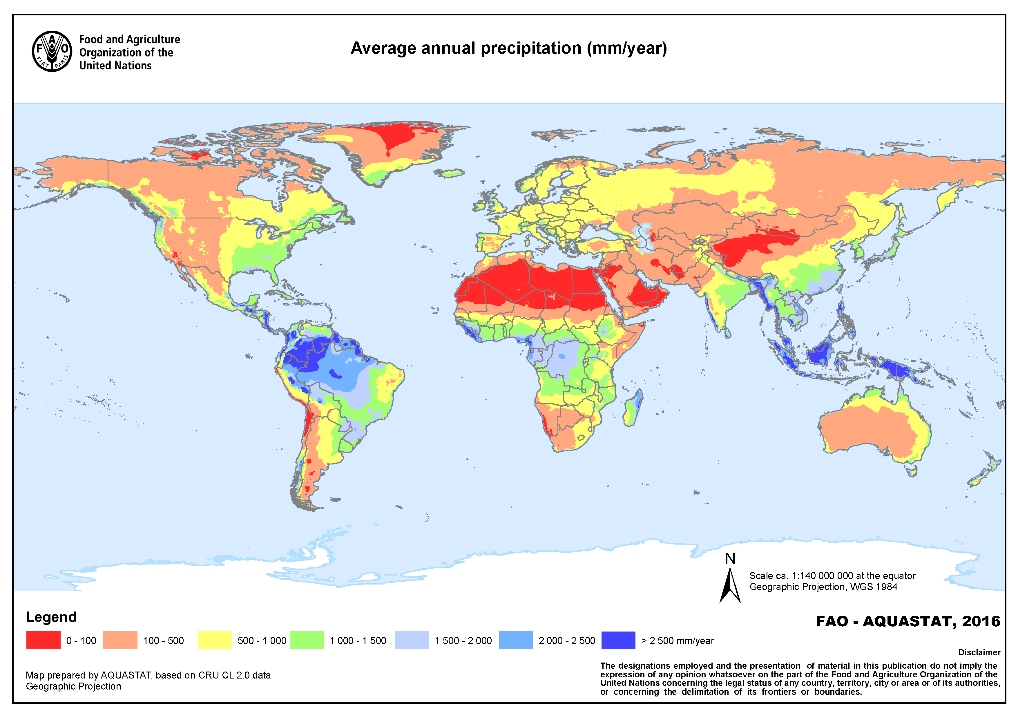 Food and Agriculture
Organization of the
United Nations
F A O
FIAT PANIS
Average annual precipitation (mm/year)
N
Scale ca. 1:140 000 000 at the equator
Geographic Projection, WGS 1984
FAO - AQUASTAT, 2016
Legend
0 - 100
100 - 500
500 - 1 000
1 000 - 1 500
1 500 - 2 000
2 000 - 2 500
> 2 500 mm/year
Map prepared by AQUASTAT, based on CRU CL 2.0 data
Geographic Projection
Disclaimer
The designations employed and the presentation of material in this publication do not imply the
expression of any opinion whatsoever on the part of the Food and Agriculture Organization of the
United Nations concerning the legal status of any country, territory, city or area or of its authorities,
or concerning the delimitation of its frontiers or boundaries.